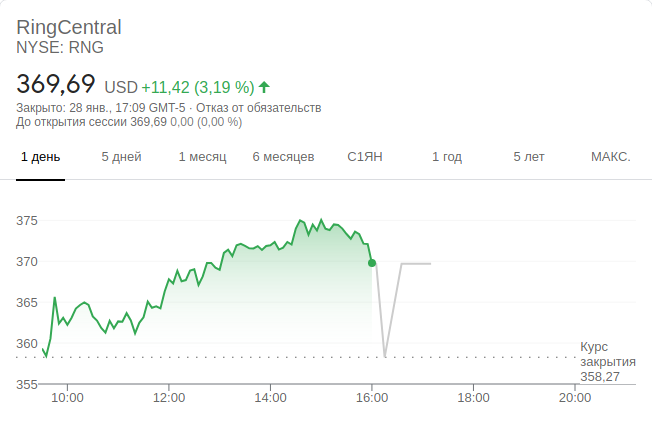 RingCentral
NYSE: RNG
369,69 USD +11,42 (3,19 %)
Закрыто: 28 янв., 17:09 GMT-5 · Отказ от обязательств
До открытия сессии 369,69 0,00 (0,00 %)
1 день 5 дней 1 месяц 6 месяцев С1ЯН 1 год 5 лет МАКС.
375
370
365
360
355
Курс
закрытия
358,27
10:00 12:00 14:00 16:00 18:00 20:00